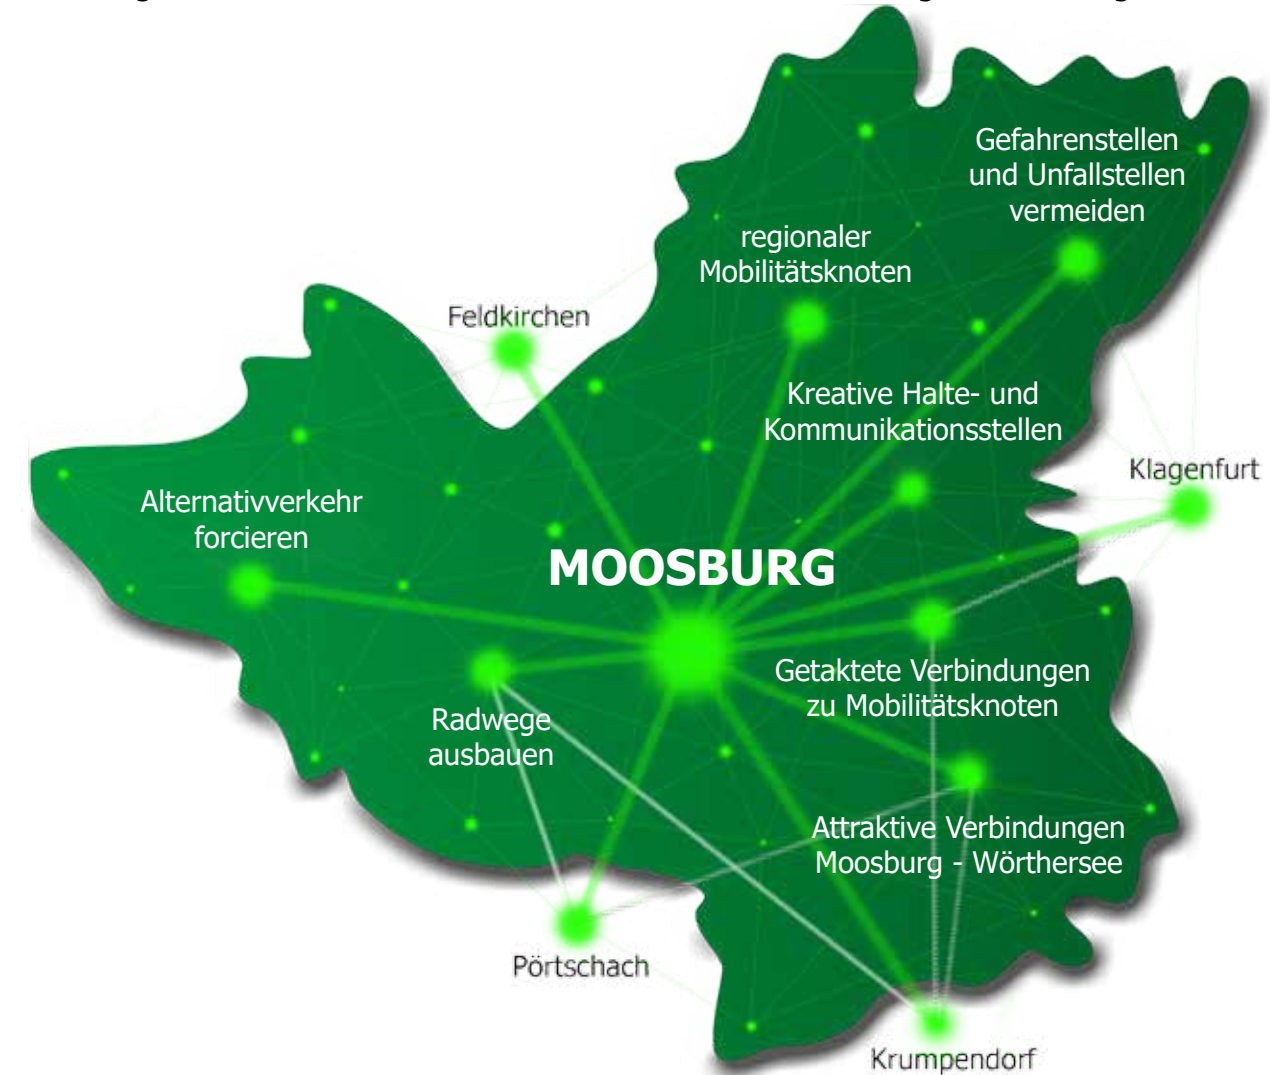 Gefahrenstellen
und Unfallstellen
vermeiden
regionaler
Mobilitätsknoten
Feldkirchen
Kreative Halte- und
Kommunikationsstellen
Klagenfurt
Alternativverkehr
forcieren
MOOSBURG
Getaktete Verbindungen
zu Mobilitätsknoten
Radwege
ausbauen
Attraktive Verbindungen
Moosburg - Wörthersee
Pörtschach
Krumpendorf